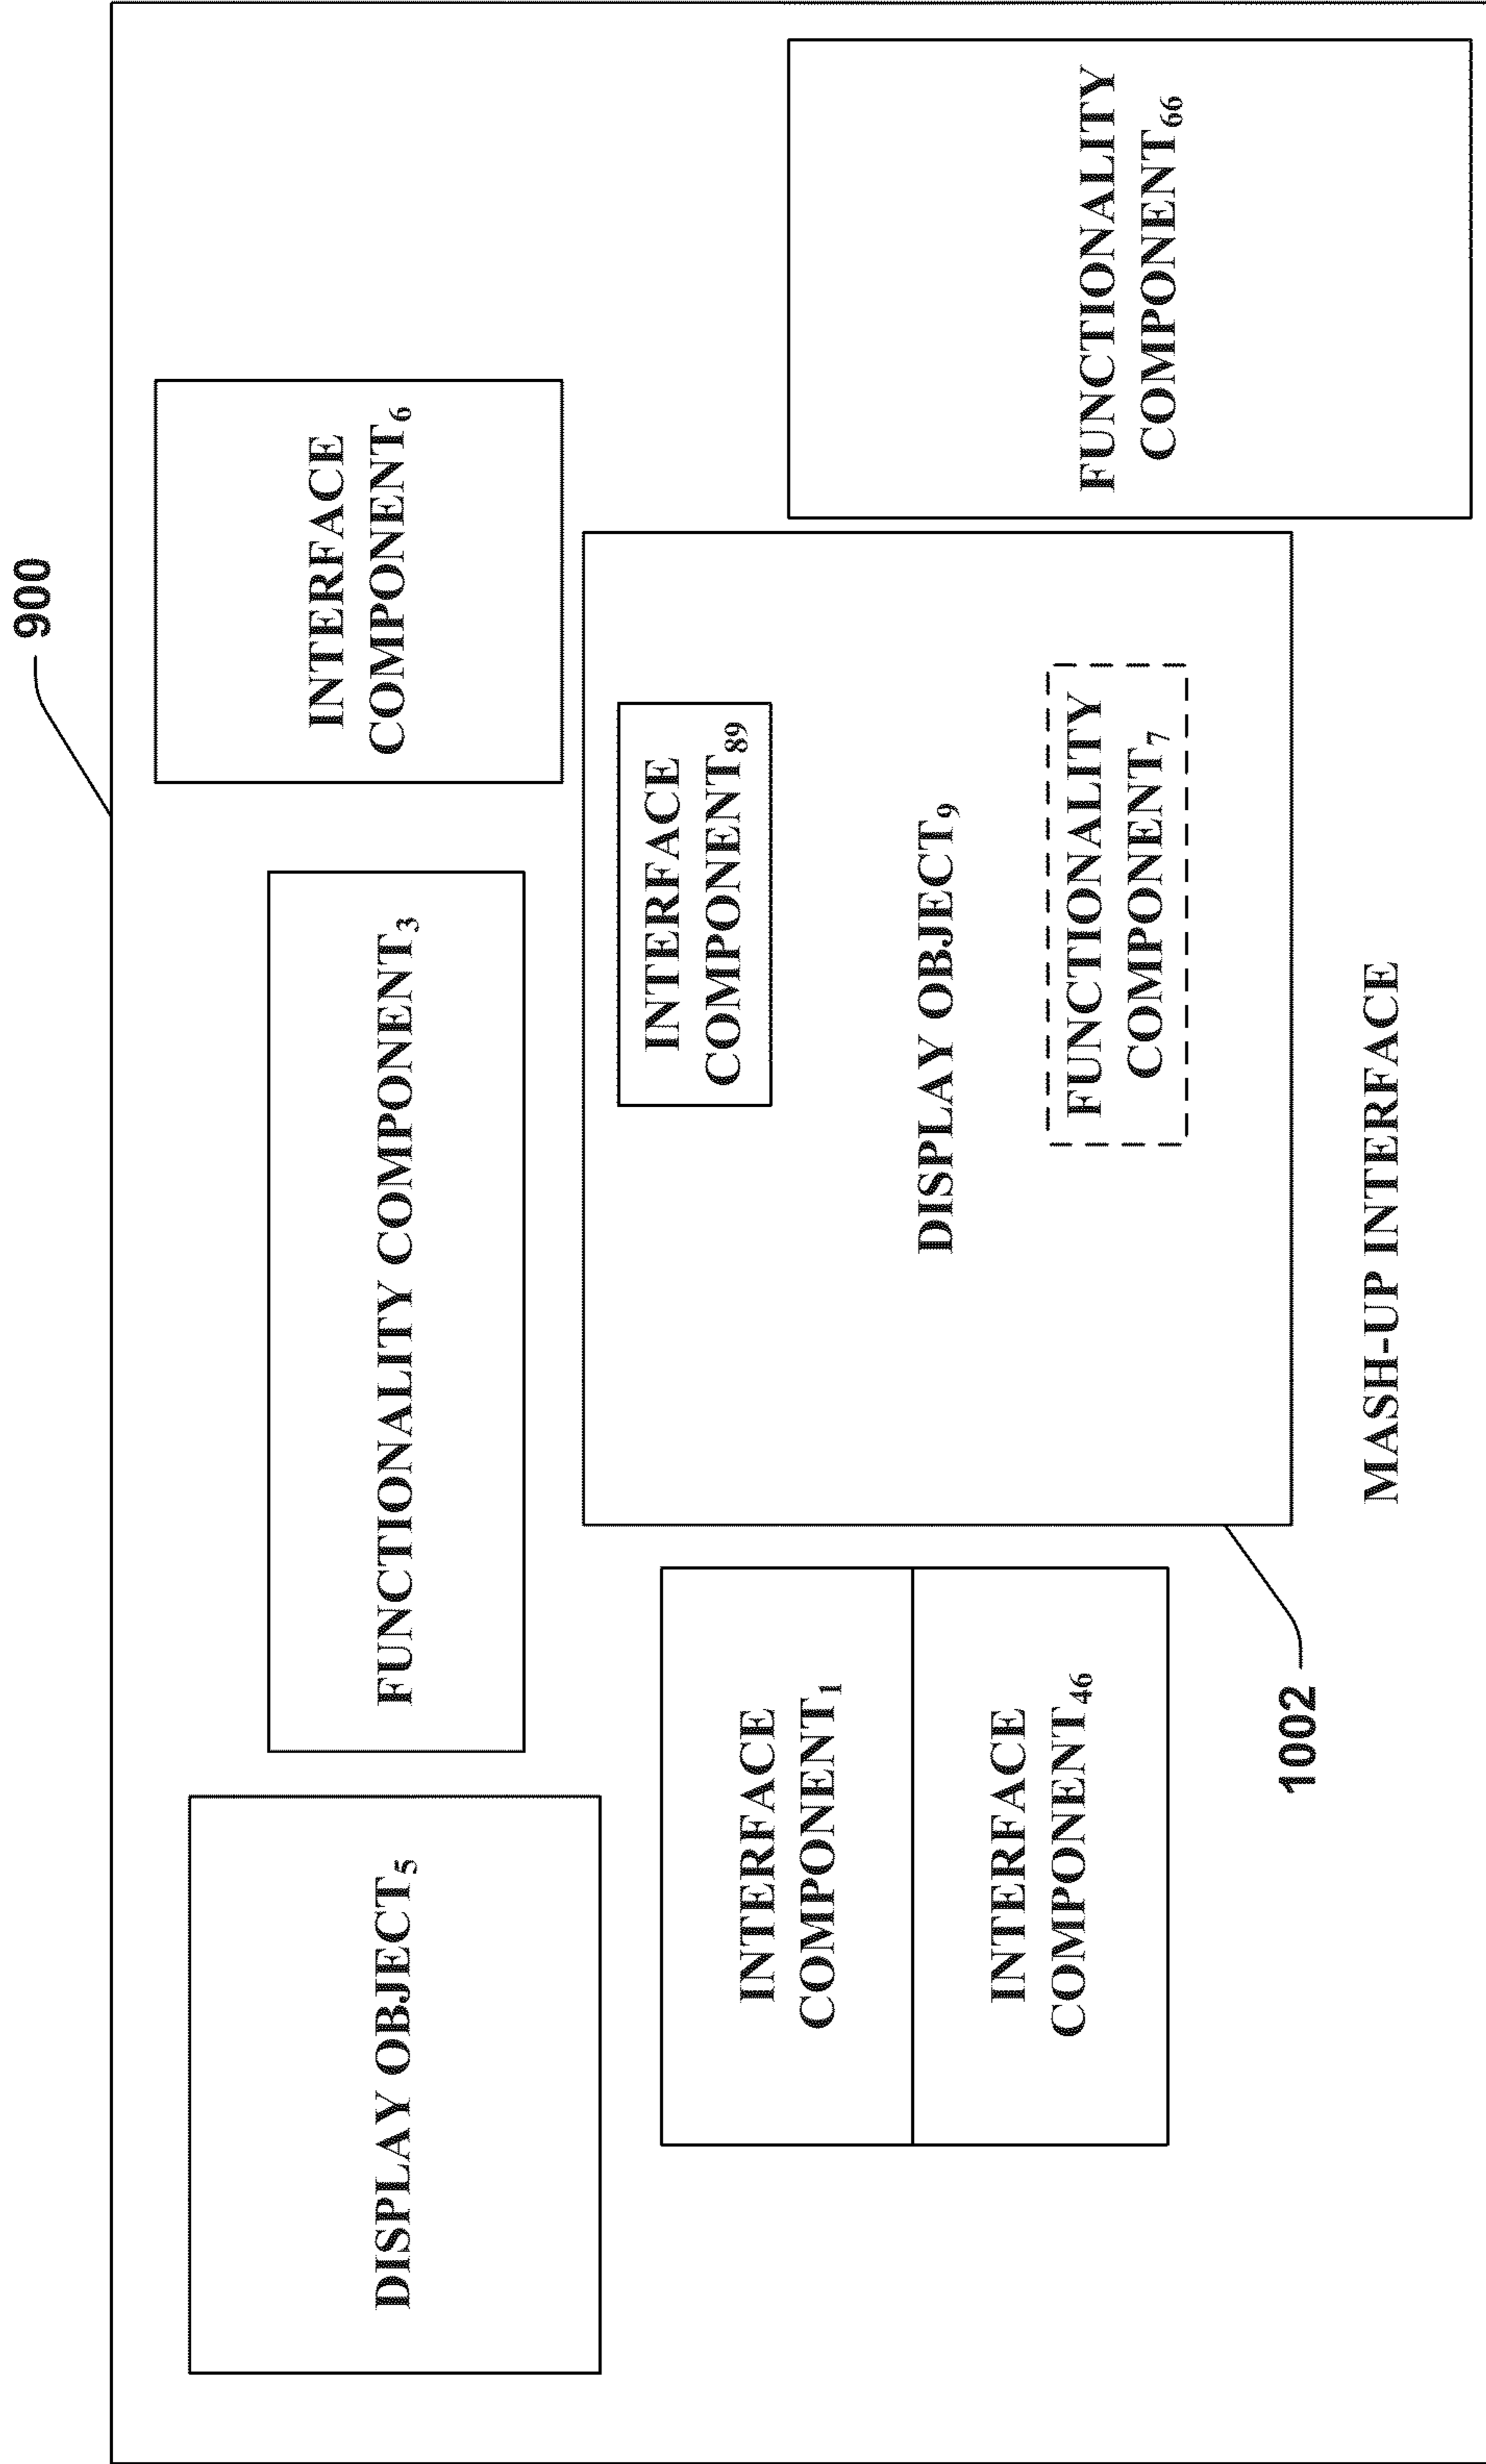 900
DISPLAY OBJECT₅
FUNCTIONALITY COMPONENT₃
INTERFACE
COMPONENT₆
INTERFACE
COMPONENT₁
INTERFACE
COMPONENT₄₆
INTERFACE
COMPONENT₈₉
DISPLAY OBJECT₉
FUNCTIONALITY
COMPONENT₇
FUNCTIONALITY
COMPONENT₆₆
1002
MASH-UP INTERFACE